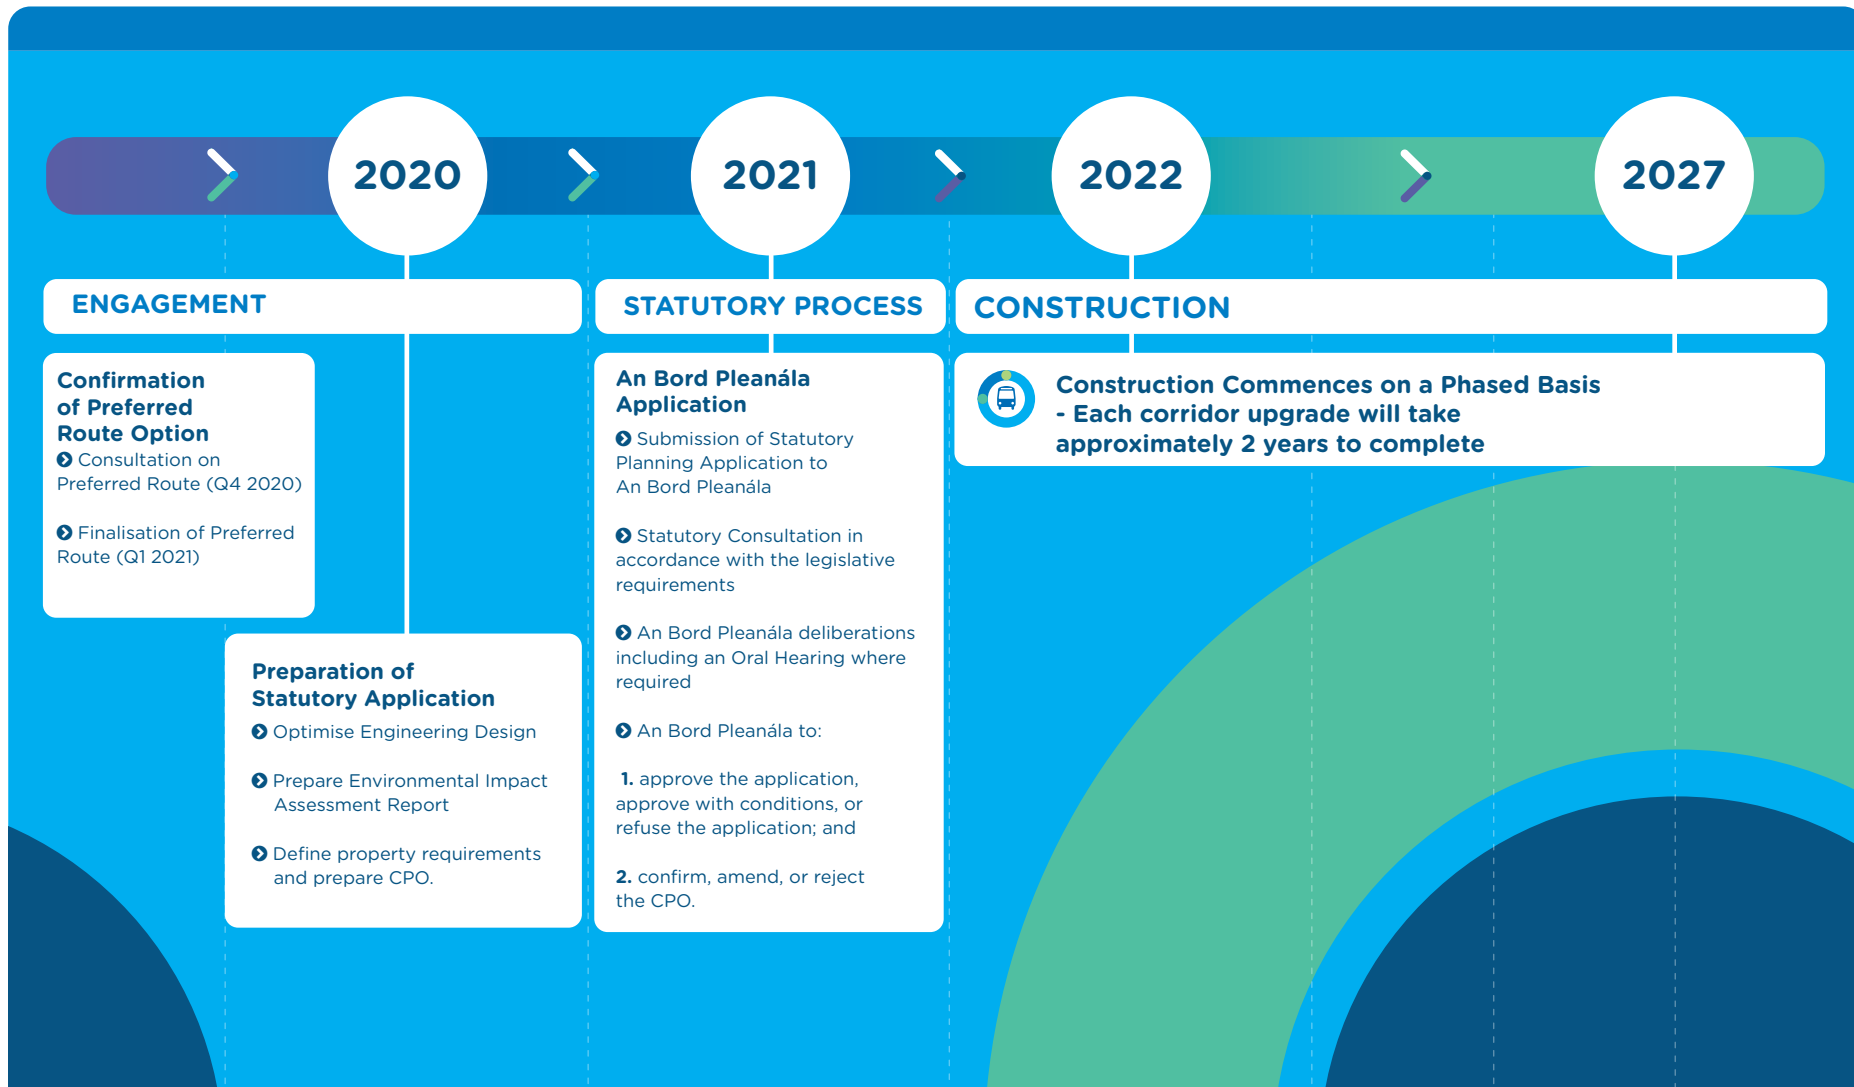 2020
2021
2022
2027
ENGAGEMENT
STATUTORY PROCESS
CONSTRUCTION
Confirmation
of Preferred
Route Option
Consultation on
Preferred Route (Q4 2020)
Finalisation of Preferred
Route (Q1 2021)
Preparation of
Statutory Application
Optimise Engineering Design
Prepare Environmental Impact
Assessment Report
Define property requirements
and prepare CPO.
An Bord Pleanála
Application
Submission of Statutory
Planning Application to
An Bord Pleanála
Statutory Consultation in
accordance with the legislative
requirements
An Bord Pleanála deliberations
including an Oral Hearing where
required
An Bord Pleanála to:
1. approve the application,
approve with conditions, or
refuse the application; and
2. confirm, amend, or reject
the CPO.
Construction Commences on a Phased Basis
- Each corridor upgrade will take
approximately 2 years to complete